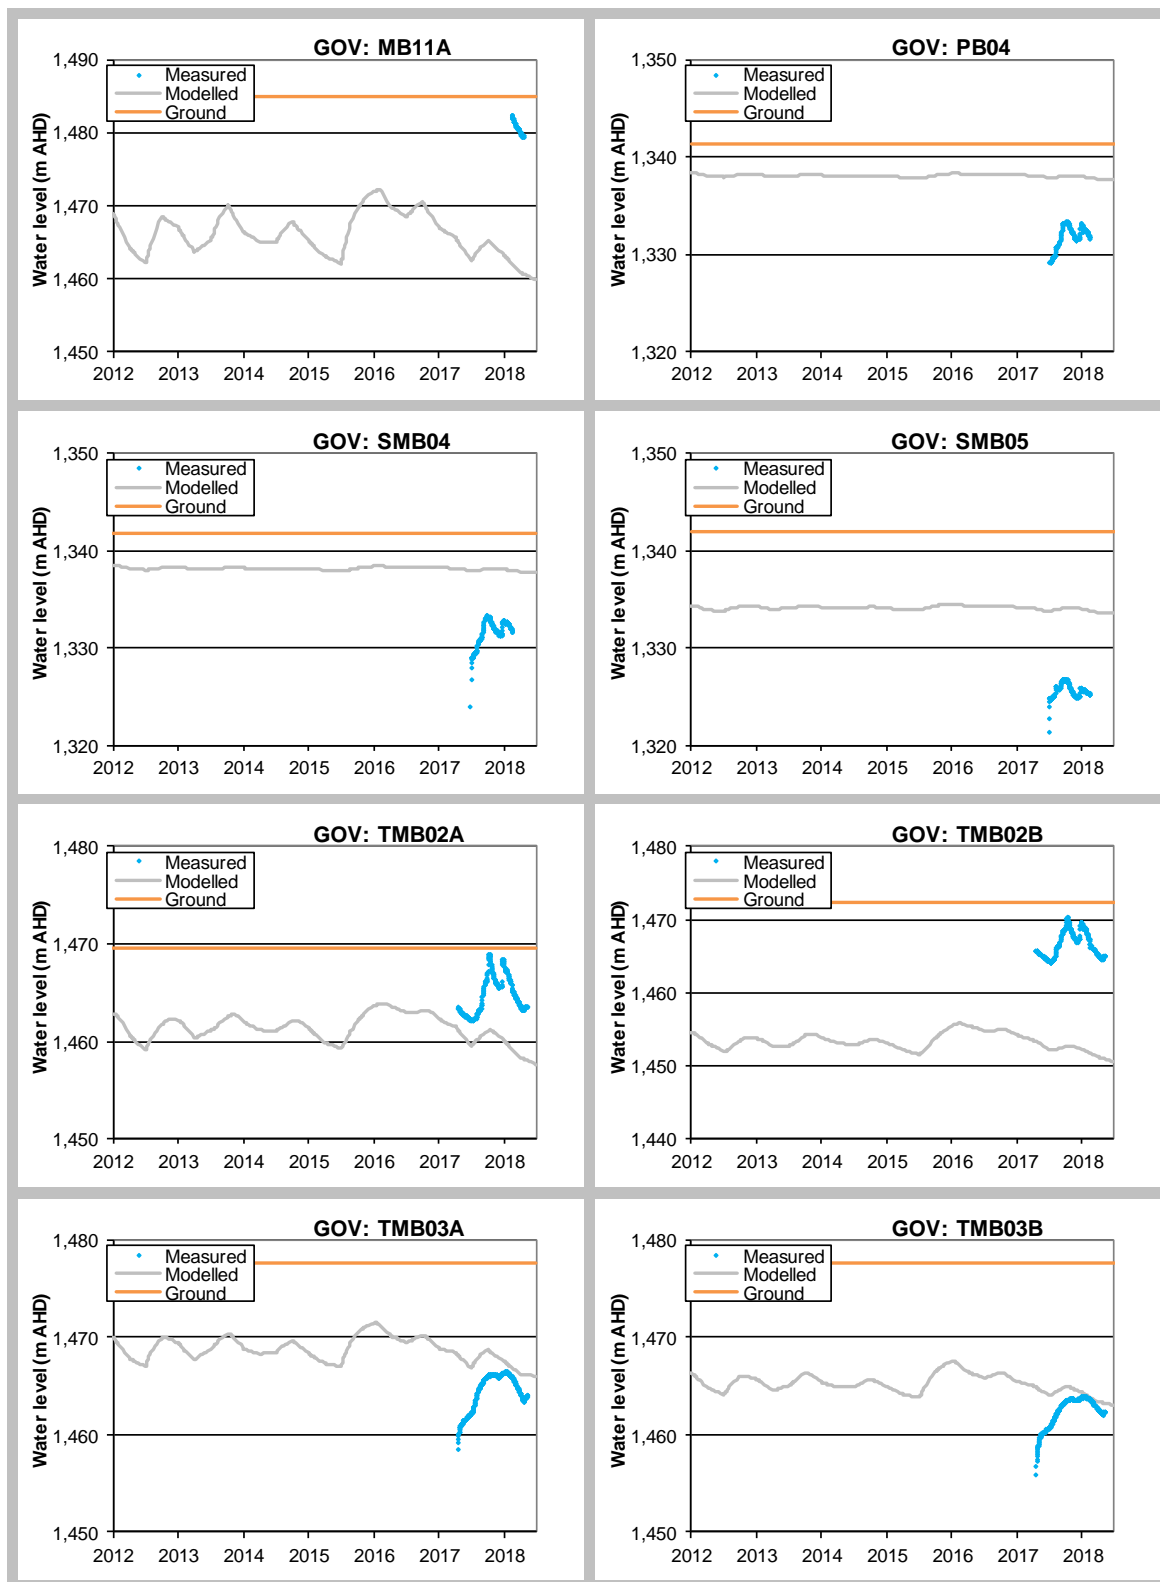 GOV: MB11A
Water level (m AHD)
1,490
1,480
1,470
1,460
1,450
Measured
Modelled
Ground
2012 2013 2014 2015 2016 2017 2018
GOV: PB04
Water level (m AHD)
1,350
1,340
1,330
1,320
Measured
Modelled
Ground
2012 2013 2014 2015 2016 2017 2018
GOV: SMB04
Water level (m AHD)
1,350
1,340
1,330
1,320
Measured
Modelled
Ground
2012 2013 2014 2015 2016 2017 2018
GOV: SMB05
Water level (m AHD)
1,350
1,340
1,330
1,320
Measured
Modelled
Ground
2012 2013 2014 2015 2016 2017 2018
GOV: TMB02A
Water level (m AHD)
1,480
1,470
1,460
1,450
Measured
Modelled
Ground
2012 2013 2014 2015 2016 2017 2018
GOV: TMB02B
Water level (m AHD)
1,480
1,470
1,460
1,450
1,440
Measured
Modelled
Ground
2012 2013 2014 2015 2016 2017 2018
GOV: TMB03A
Water level (m AHD)
1,480
1,470
1,460
1,450
Measured
Modelled
Ground
2012 2013 2014 2015 2016 2017 2018
GOV: TMB03B
Water level (m AHD)
1,480
1,470
1,460
1,450
Measured
Modelled
Ground
2012 2013 2014 2015 2016 2017 2018